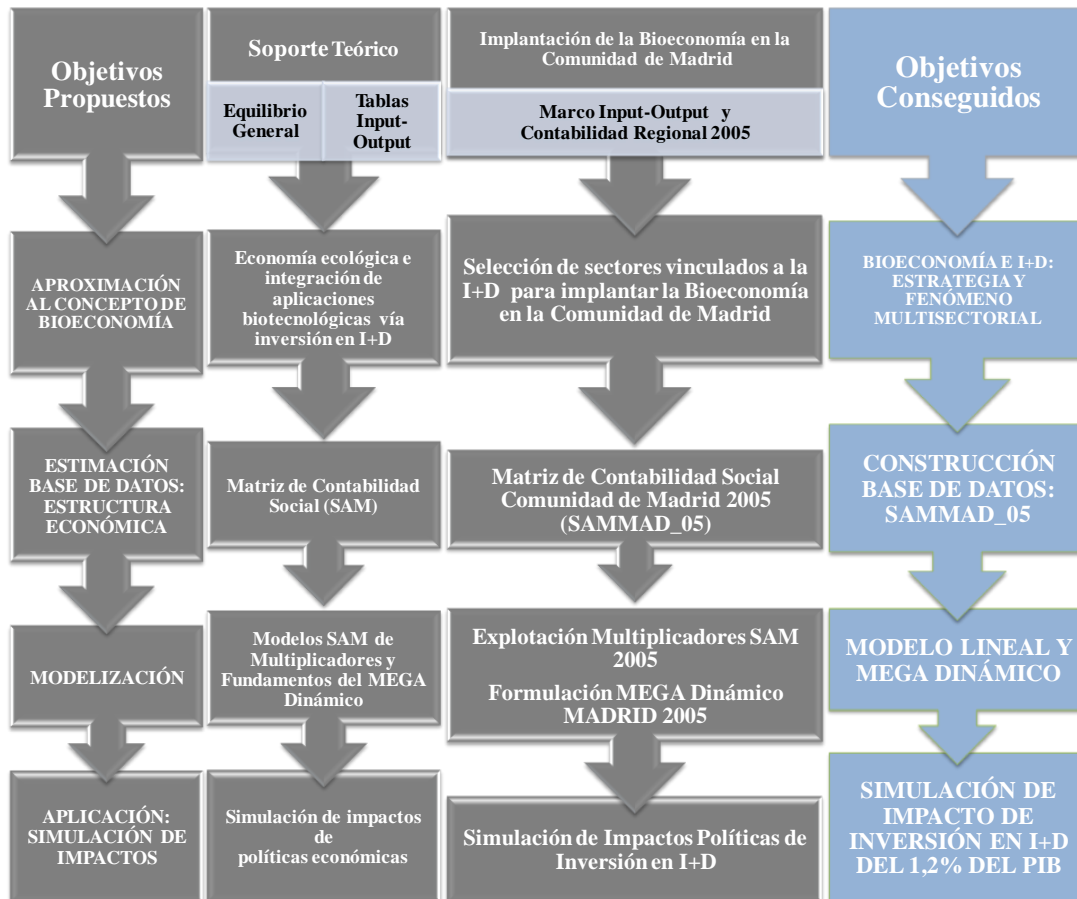 Objetivos
Propuestos
Soporte Teórico
Equilibrio
General
Tablas
Input-
Output
Implantación de la Bioeconomía en la
Comunidad de Madrid
Marco Input-Output y
Contabilidad Regional 2005
Objetivos
Conseguidos
APROXIMACIÓN
AL CONCEPTO DE
BIOECONOMÍA
Economía ecológica e
integración de
aplicaciones
biotecnológicas vía
inversión en I+D
Selección de sectores vinculados a la
I+D para implantar la Bioeconomía
en la Comunidad de Madrid
BIOECONOMÍA E I+D:
ESTRATEGIA Y
FENÓMENO
MULTISECTORIAL
ESTIMACIÓN
BASE DE DATOS:
ESTRUCTURA
ECONÓMICA
Matriz de Contabilidad
Social (SAM)
Matriz de Contabilidad Social
Comunidad de Madrid 2005
(SAMMAD_05)
CONSTRUCCIÓN
BASE DE DATOS:
SAMMAD_05
MODELIZACIÓN
Modelos SAM de
Multiplicadores y
Fundamentos del MEGA
Dinámico
Explotación Multiplicadores SAM
2005
Formulación MEGA Dinámico
MADRID 2005
MODELO LINEAL Y
MEGA DINÁMICO
APLICACIÓN:
SIMULACIÓN DE
IMPACTOS
Simulación de impactos
de
políticas económicas
Simulación de Impactos Políticas de
Inversión en I+D
SIMULACIÓN DE
IMPACTO DE
INVERSIÓN EN I+D
DEL 1,2% DEL PIB